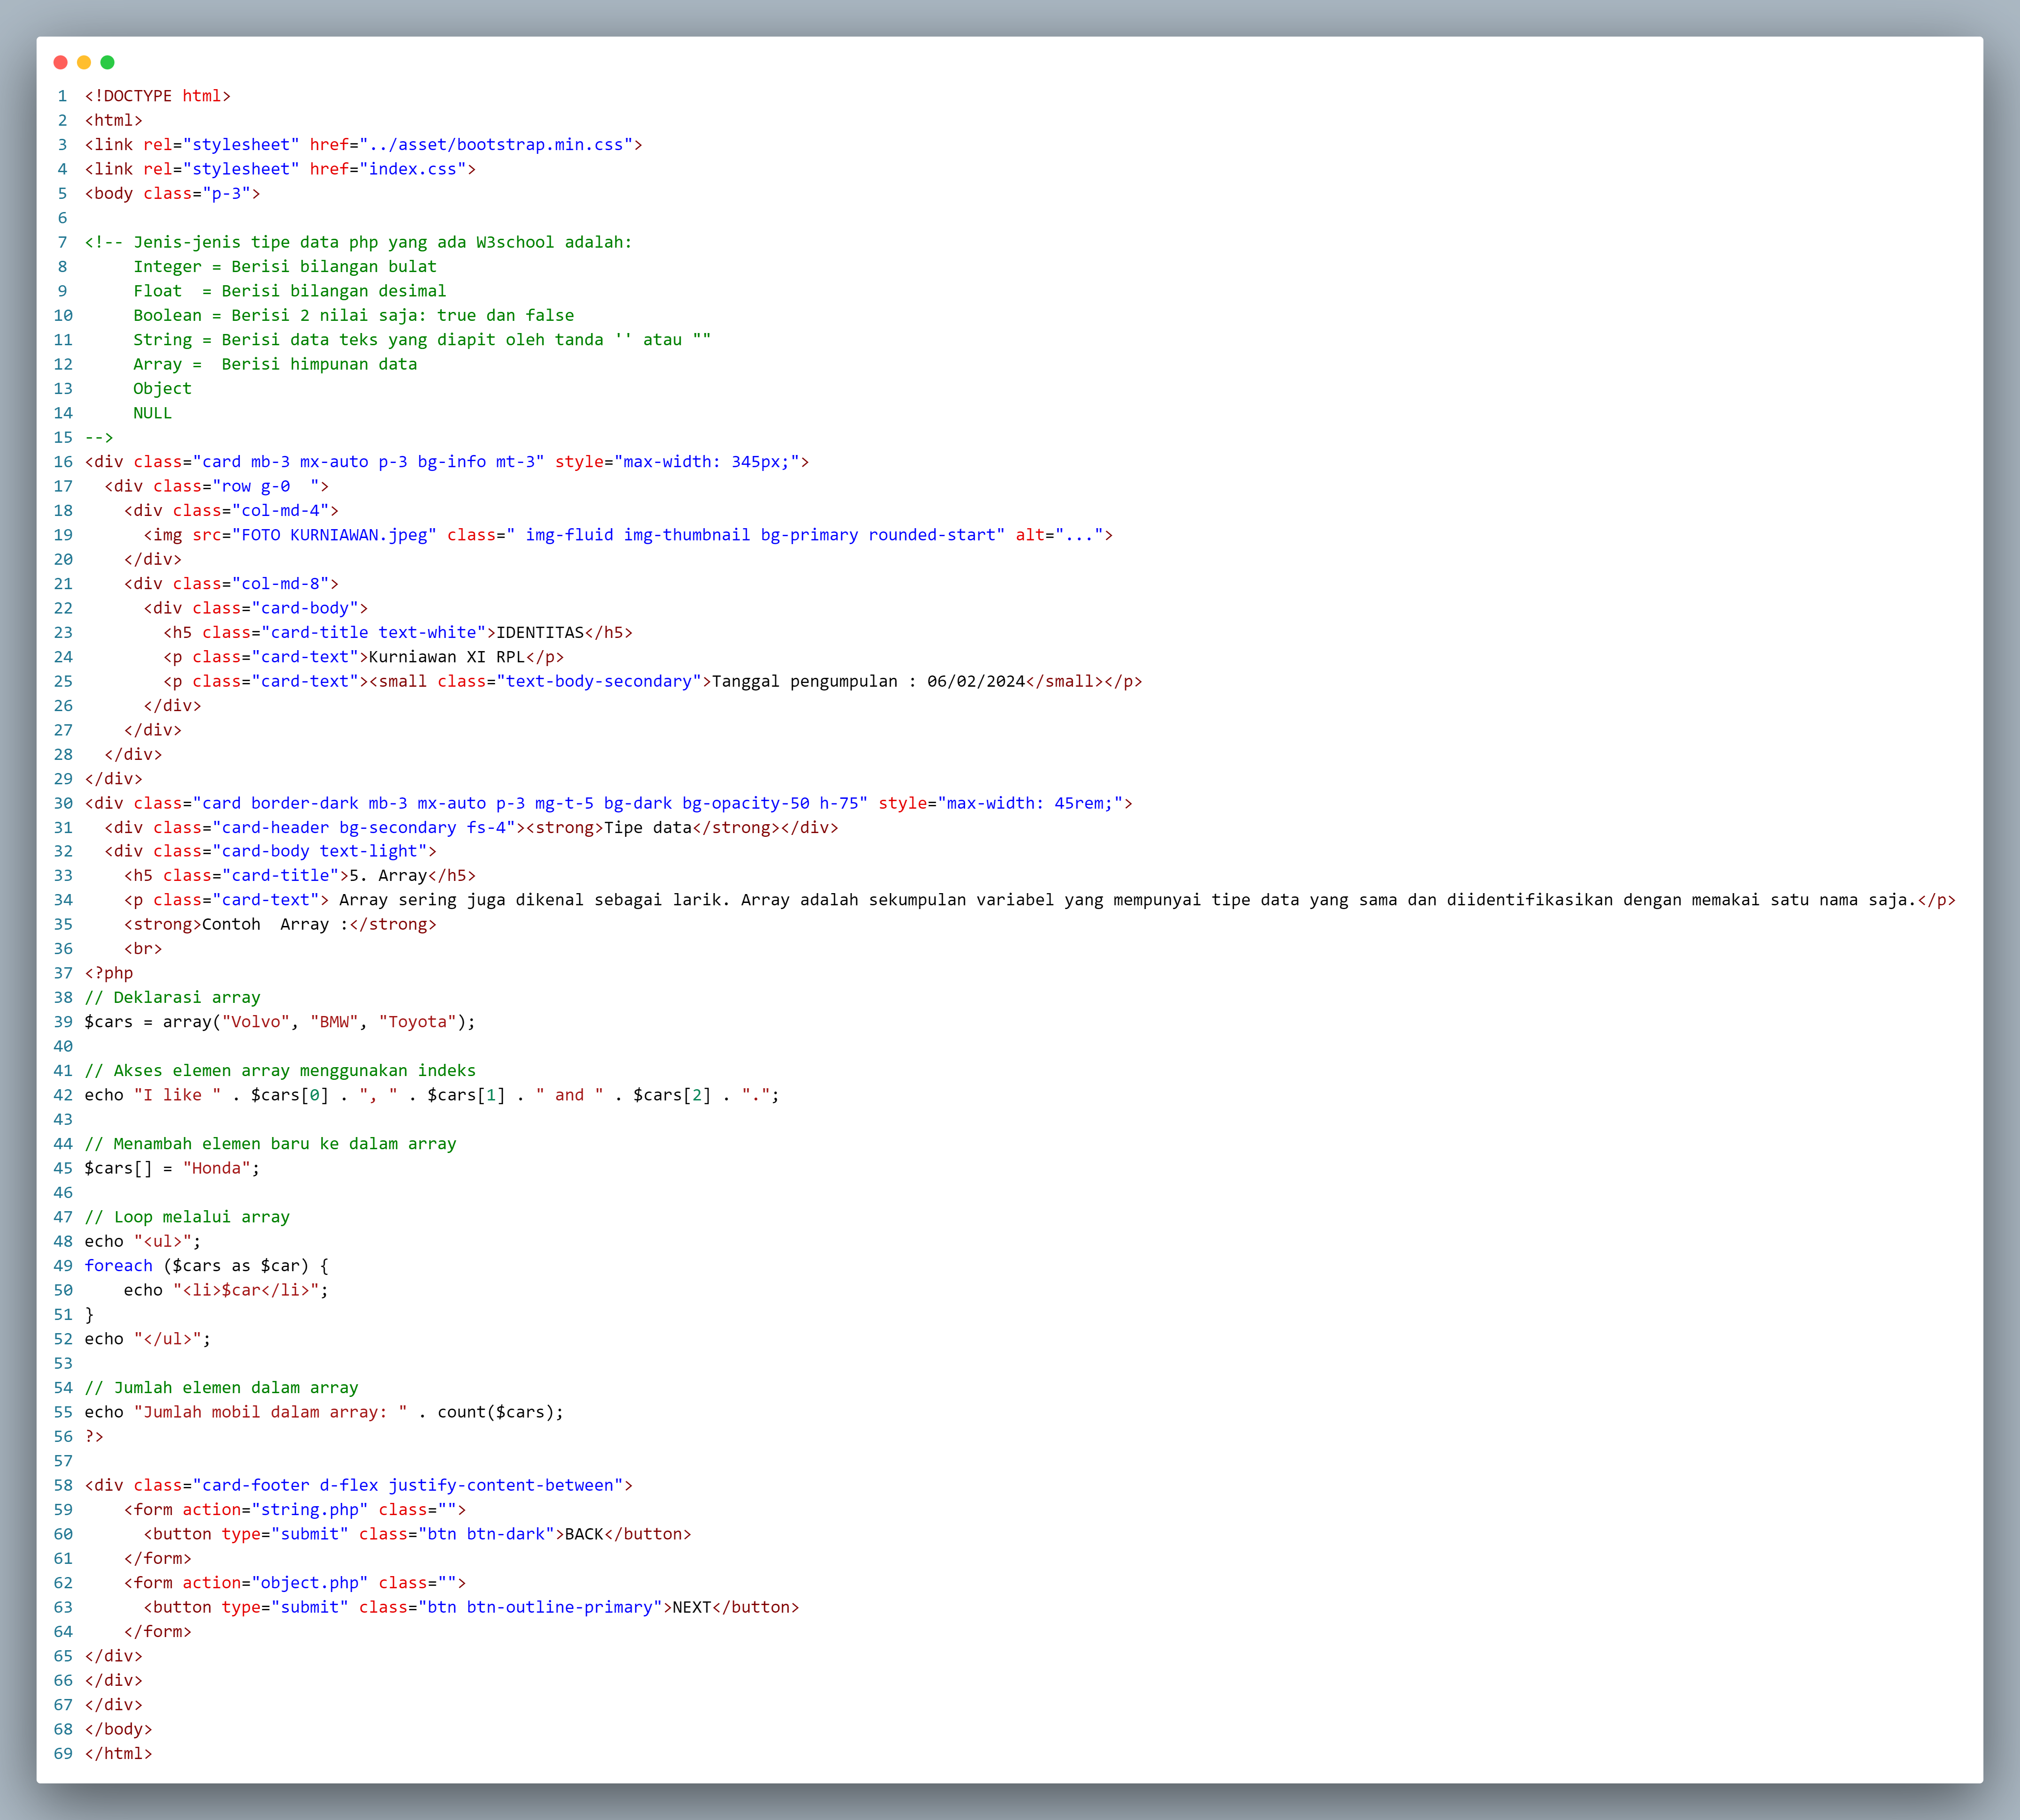 1 <!DOCTYPE html>
2 <html>
3 <link rel="stylesheet" href="../asset/bootstrap.min.css">
4 <link rel="stylesheet" href="index.css">
5 <body class="p-3">
6
7 <!-- Jenis-jenis tipe data php yang ada W3school adalah:
8      Integer = Berisi bilangan bulat
9      Float  = Berisi bilangan desimal
10      Boolean = Berisi 2 nilai saja: true dan false
11      String = Berisi data teks yang diapit oleh tanda '' atau ""
12      Array =  Berisi himpunan data
13      Object
14      NULL
15 -->
16 <div class="card mb-3 mx-auto p-3 bg-info mt-3" style="max-width: 345px;">
17   <div class="row g-0  ">
18     <div class="col-md-4">
19       <img src="FOTO KURNIAWAN.jpeg" class=" img-fluid img-thumbnail bg-primary rounded-start" alt="...">
20     </div>
21     <div class="col-md-8">
22       <div class="card-body">
23         <h5 class="card-title text-white">IDENTITAS</h5>
24         <p class="card-text">Kurniawan XI RPL</p>
25         <p class="card-text"><small class="text-body-secondary">Tanggal pengumpulan : 06/02/2024</small></p>
26       </div>
27     </div>
28   </div>
29 </div>
30 <div class="card border-dark mb-3 mx-auto p-3 mg-t-5 bg-dark bg-opacity-50 h-75" style="max-width: 45rem;">
31   <div class="card-header bg-secondary fs-4"><strong>Tipe data</strong></div>
32   <div class="card-body text-light">
33     <h5 class="card-title">5. Array</h5>
34     <p class="card-text"> Array sering juga dikenal sebagai larik. Array adalah sekumpulan variabel yang mempunyai tipe data yang sama dan diidentifikasikan dengan memakai satu nama saja.</p>
35     <strong>Contoh  Array :</strong>
36     <br>
37 <?php
38 // Deklarasi array
39 $cars = array("Volvo", "BMW", "Toyota");
40
41 // Akses elemen array menggunakan indeks
42 echo "I like " . $cars[0] . ", " . $cars[1] . " and " . $cars[2] . ".";
43
44 // Menambah elemen baru ke dalam array
45 $cars[] = "Honda";
46
47 // Loop melalui array
48 echo "<ul>";
49 foreach ($cars as $car) {
50     echo "<li>$car</li>";
51 }
52 echo "</ul>";
53
54 // Jumlah elemen dalam array
55 echo "Jumlah mobil dalam array: " . count($cars);
56 ?>
57
58 <div class="card-footer d-flex justify-content-between">
59     <form action="string.php" class="">
60       <button type="submit" class="btn btn-dark">BACK</button>
61     </form>
62     <form action="object.php" class="">
63       <button type="submit" class="btn btn-outline-primary">NEXT</button>
64     </form>
65 </div>
66 </div>
67 </div>
68 </body>
69 </html>